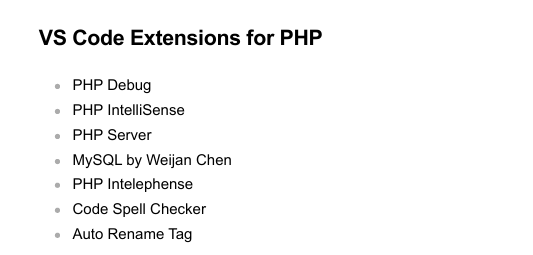 VS Code Extensions for PHP
PHP Debug
PHP IntelliSense
PHP Server
MySQL by Weijan Chen
PHP Intelephense
Code Spell Checker
Auto Rename Tag